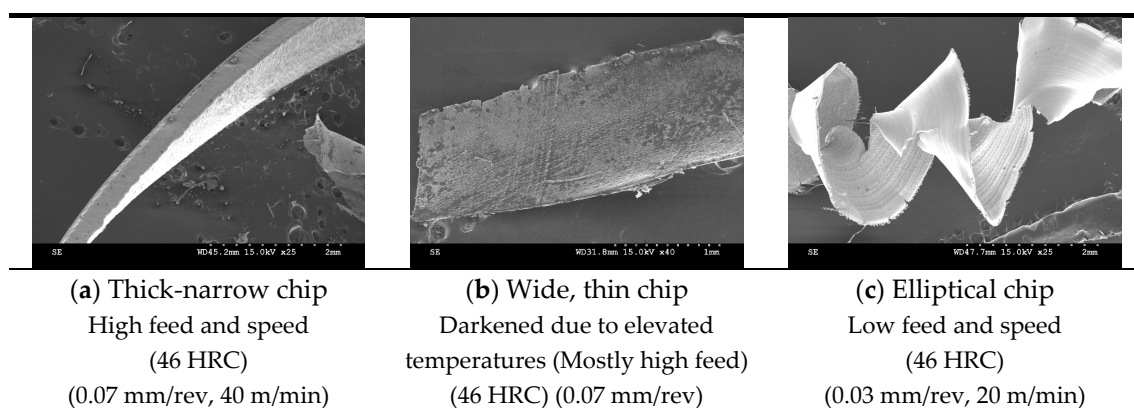 SE WD45.2mm 15.0kV x25 2mm
SE WD31.8mm 15.0kV x40 1mm
SE WD47.7mm 15.0kV x25 2mm
(a) Thick-narrow chip
High feed and speed
(46 HRC)
(0.07 mm/rev, 40 m/min)
(b) Wide, thin chip
Darkened due to elevated
temperatures (Mostly high feed)
(46 HRC) (0.07 mm/rev)
(c) Elliptical chip
Low feed and speed
(46 HRC)
(0.03 mm/rev, 20 m/min)